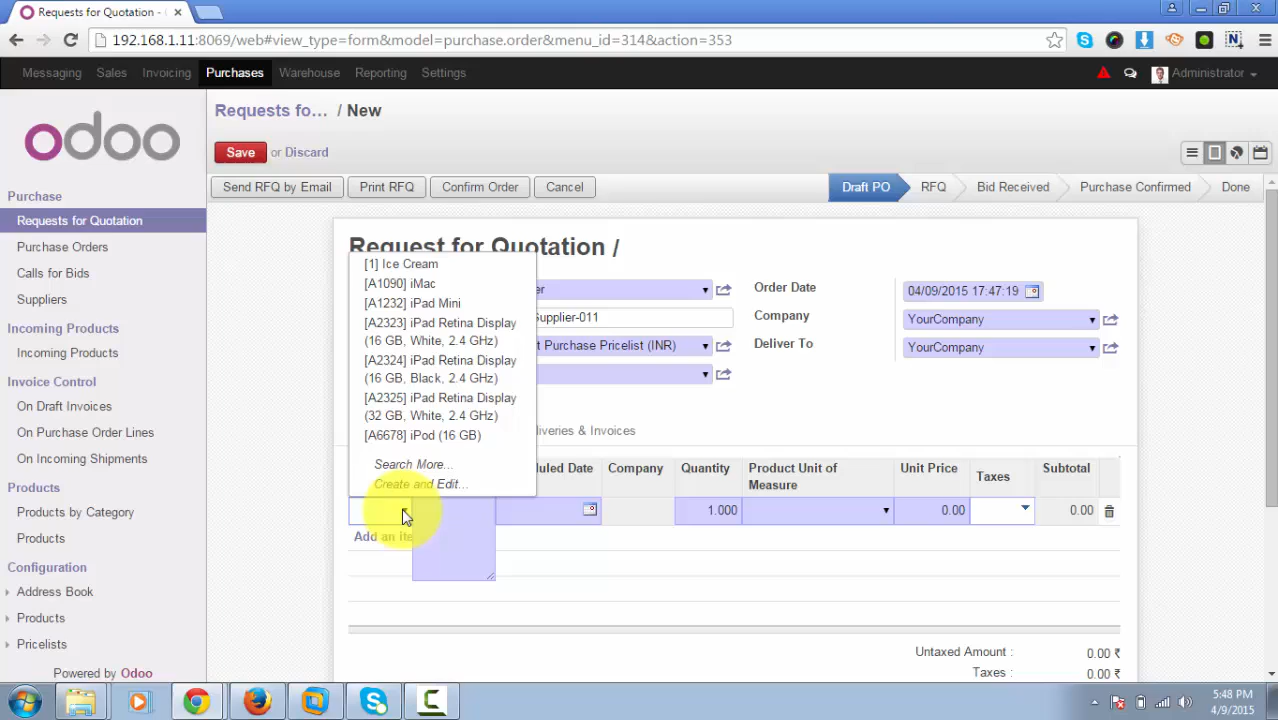 Requests for Quotation -
192.168.1.11:8069/web#view_type=form&model=purchase.order&menu_id=314&action=353
Messaging Sales Invoicing Purchases Warehouse Reporting Settings Administrator
odoo
Requests fo... / New
Save or Discard
Send RFQ by Email Print RFQ Confirm Order Cancel Draft PO RFQ Bid Received Purchase Confirmed Done
Purchase
Requests for Quotation
Purchase Orders
Calls for Bids
Suppliers
Incoming Products
Incoming Products
Invoice Control
On Draft Invoices
On Purchase Order Lines
On Incoming Shipments
Products
Products by Category
Products
Configuration
Address Book
Products
Pricelists
Powered by Odoo
Request for Quotation /
er
Supplier-011
t Purchase Pricelist (INR)
Order Date 04/09/2015 17:47:19
Company YourCompany
Deliver To YourCompany
[1] Ice Cream
[A1090] iMac
[A1232] iPad Mini
[A2323] iPad Retina Display
(16 GB, White, 2.4 GHz)
[A2324] iPad Retina Display
(16 GB, Black, 2.4 GHz)
[A2325] iPad Retina Display
(32 GB, White, 2.4 GHz)
[A6678] iPod (16 GB)
Search More...
Create and Edit...
eliveries & Invoices
uled Date Company Quantity Product Unit of
Measure Unit Price Taxes Subtotal
1.000 0.00 0.00
Add an ite
Untaxed Amount : 0.00 ₹
Taxes : 0.00 ₹
5:48 PM
4/9/2015